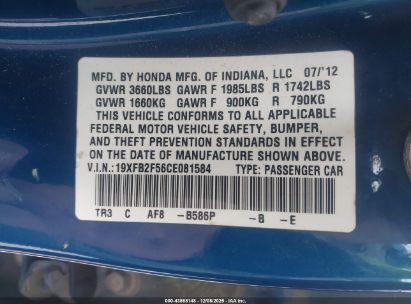 MFD. BY HONDA MFG. OF INDIANA, LLC 07/'12
GVWR 3660LBS GAWR F 1985LBS R 1742LBS
GVWR 1660KG GAWR F 900KG R 790KG
THIS VEHICLE CONFORMS TO ALL APPLICABLE
FEDERAL MOTOR VEHICLE SAFETY, BUMPER,
AND THEFT PREVENTION STANDARDS IN EFFECT
ON THE DATE OF MANUFACTURE SHOWN ABOVE.
V.I.N.: 19XFB2F56CE081584 TYPE: PASSENGER CAR
TR3 C AF8 -B586P -B -E